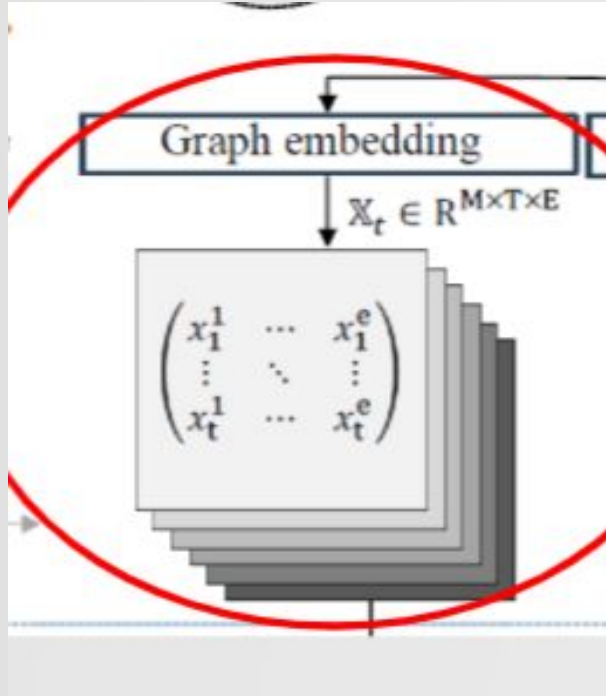 Graph embedding
𝕏ₜ ∈ R^{M×T×E}
x₁¹ ⋯ x₁ᵉ
⋮ ⋱ ⋮
xₜ¹ ⋯ xₜᵉ